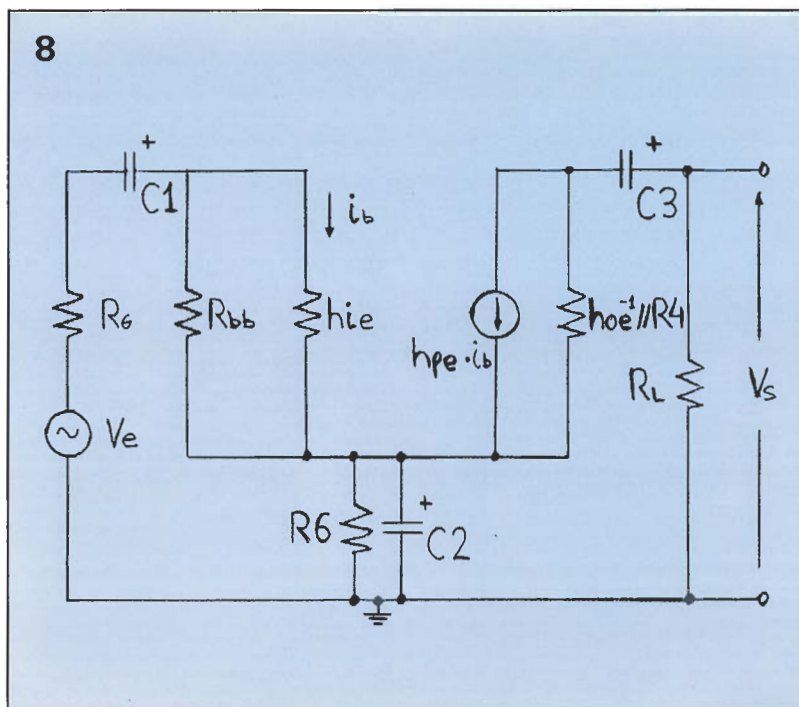 8
+
C1
ib
+
C3
RG
Rbb
hie
hpe·ib
hoe⁻¹//R4
RL
Vs
Ve
R6
+
C2